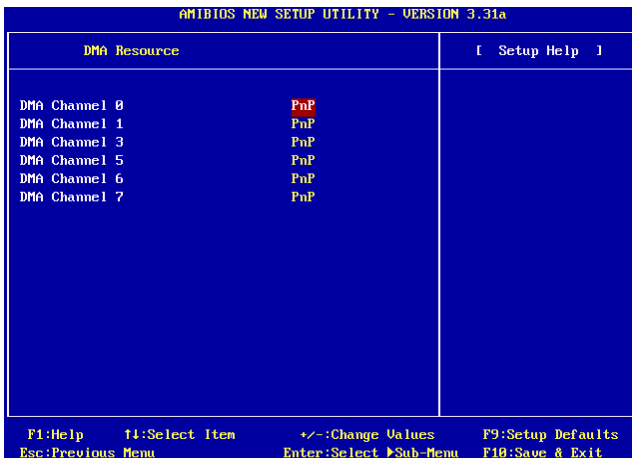 AMIBIOS NEW SETUP UTILITY - VERSION 3.31a
DMA Resource
[ Setup Help ]
DMA Channel 0 PnP
DMA Channel 1 PnP
DMA Channel 3 PnP
DMA Channel 5 PnP
DMA Channel 6 PnP
DMA Channel 7 PnP
F1:Help ↑↓:Select Item +/-:Change Values F9:Setup Defaults
Esc:Previous Menu Enter:Select ▶Sub-Menu F10:Save & Exit